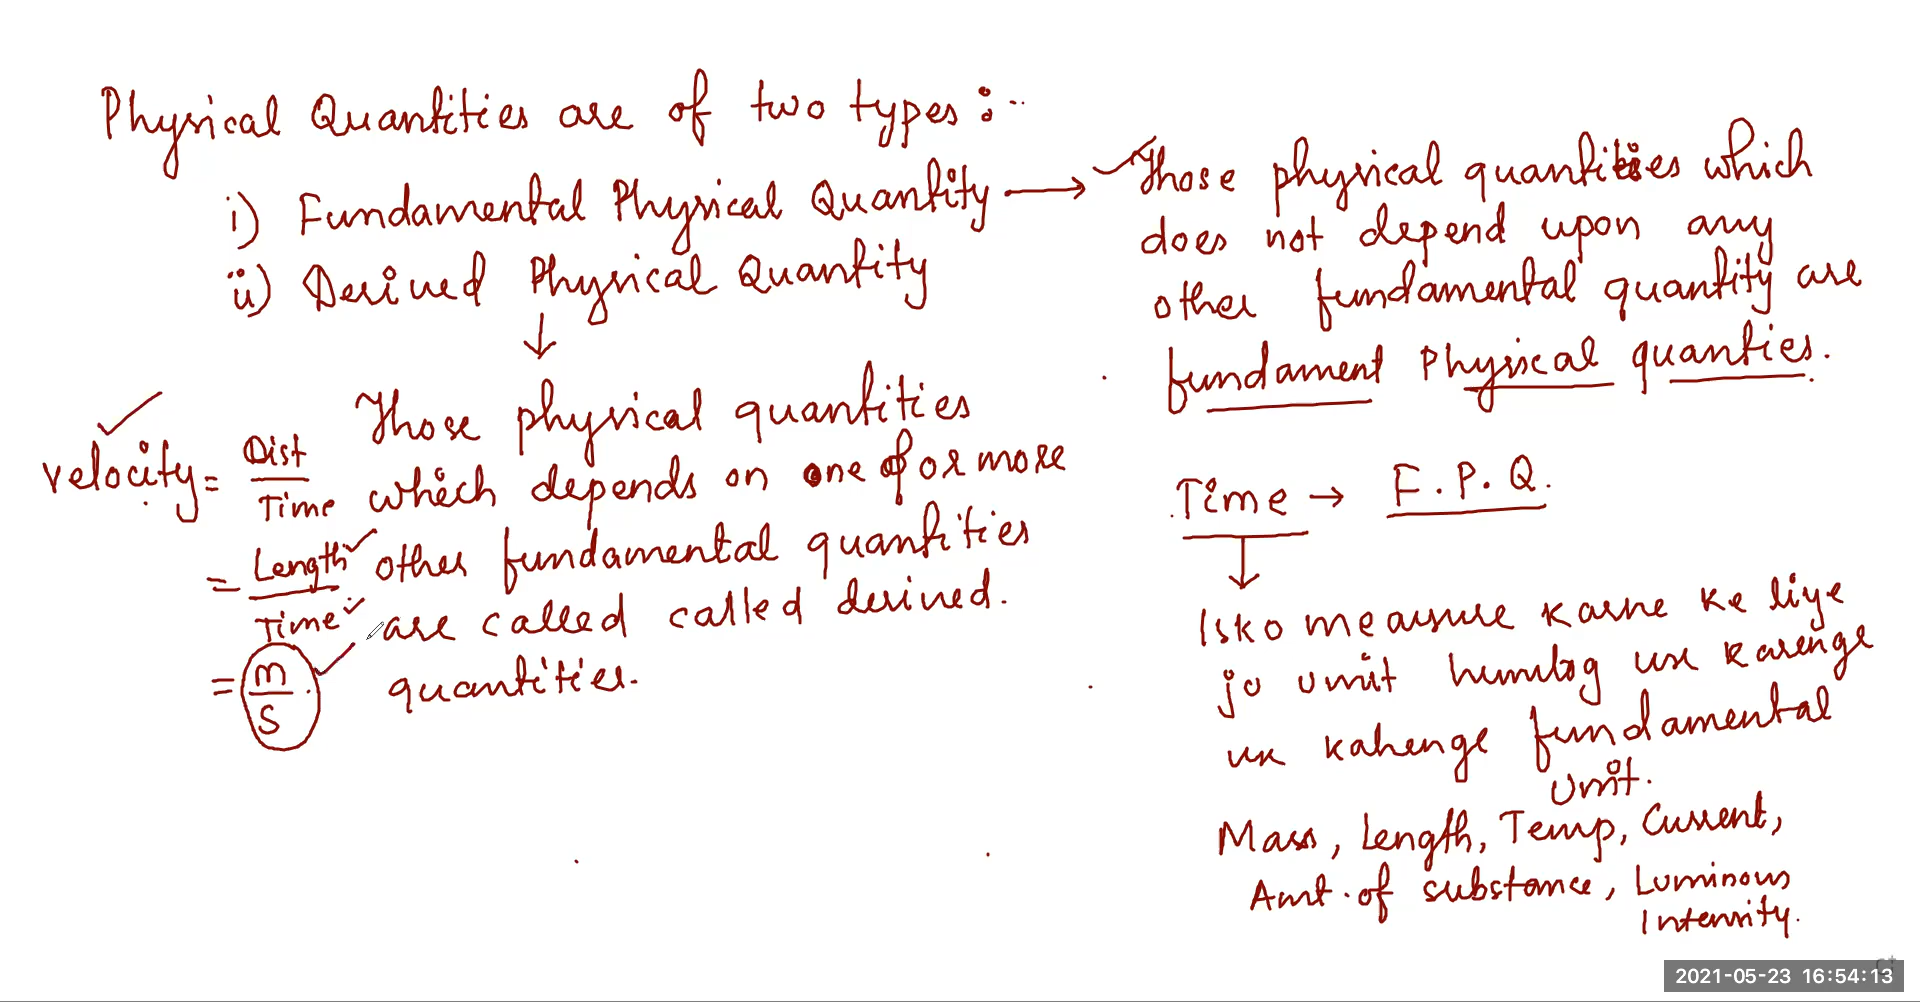 Physical Quantities are of two types:
i) Fundamental Physical Quantity →
ii) Derived Physical Quantity
↓
Those physical quantities
which depends on one of or more
other fundamental quantities
are called called derived.
quantities.
velocity = Dist
Time
= Length
Time
= m
s
Those physical quantities which
does not depend upon any
other fundamental quantity are
fundament Physical quanties.
Time → F.P.Q.
↓
Isko measure karne ke liye
jo unit humlog use karenge
use kahenge fundamental
unit.
Mass, Length, Temp, Current,
Amt. of substance, Luminous
Intensity.
2021-05-23 16:54:13